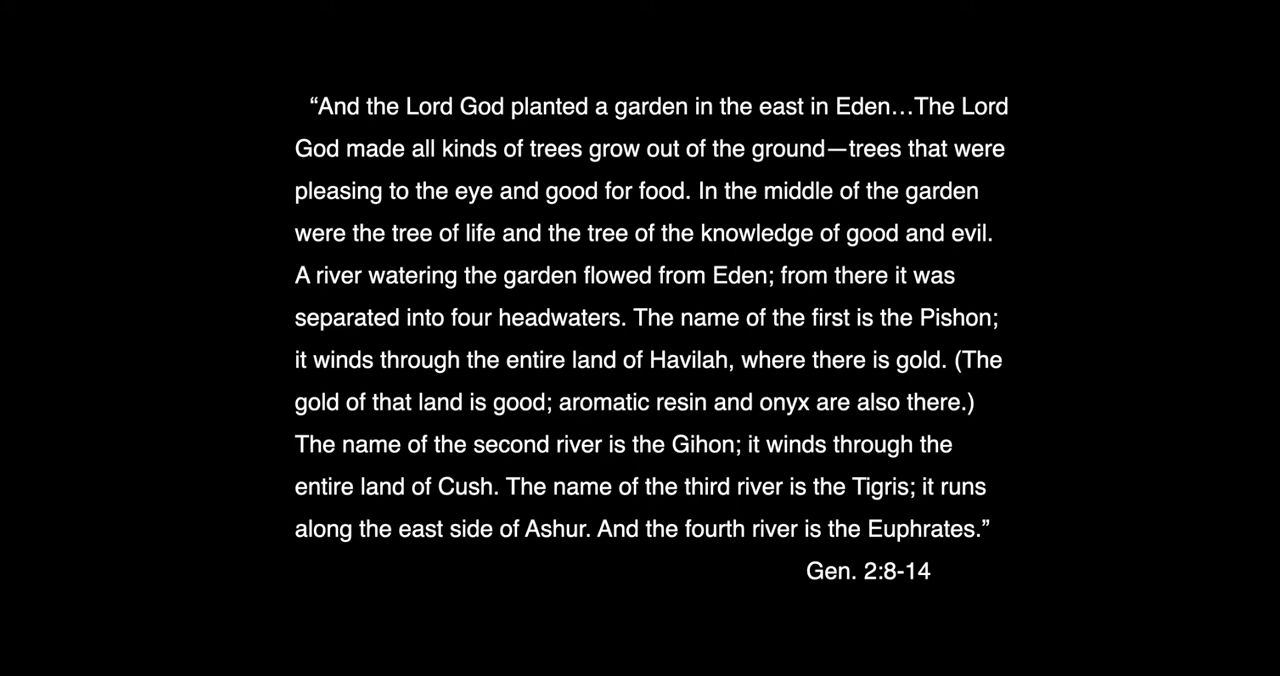 “And the Lord God planted a garden in the east in Eden…The Lord
God made all kinds of trees grow out of the ground—trees that were
pleasing to the eye and good for food. In the middle of the garden
were the tree of life and the tree of the knowledge of good and evil.
A river watering the garden flowed from Eden; from there it was
separated into four headwaters. The name of the first is the Pishon;
it winds through the entire land of Havilah, where there is gold. (The
gold of that land is good; aromatic resin and onyx are also there.)
The name of the second river is the Gihon; it winds through the
entire land of Cush. The name of the third river is the Tigris; it runs
along the east side of Ashur. And the fourth river is the Euphrates.”
Gen. 2:8-14